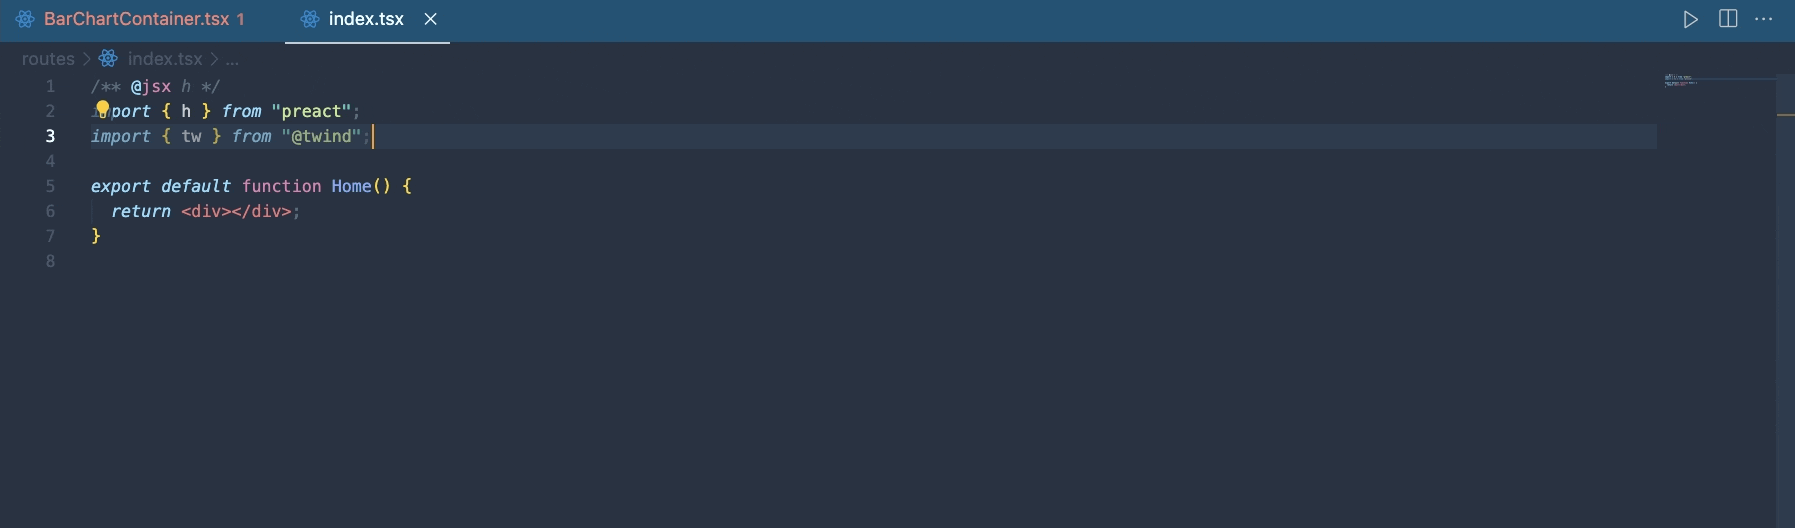 BarChartContainer.tsx 1
index.tsx
routes > index.tsx > ...
1 /** @jsx h */
2 import { h } from "preact";
3 import { tw } from "@twind";
4
5 export default function Home() {
6 return <div></div>;
7 }
8